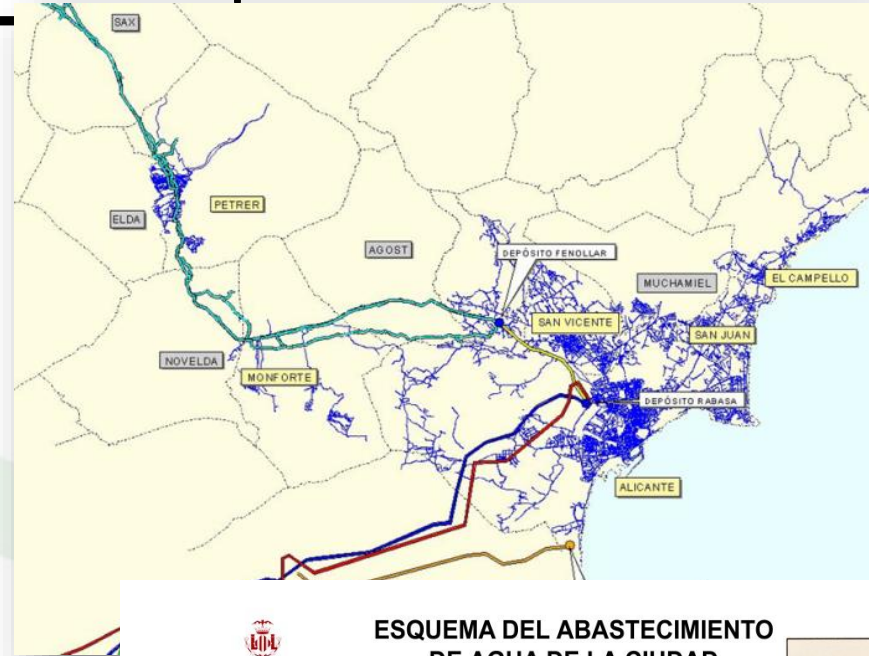 SAX
ELDA
PETRER
AGOST
DEPÓSITO FENOLLAR
MUCHAMIEL
EL CAMPELLO
SAN VICENTE
SAN JUAN
NOVELDA
MONFORTE
DEPÓSITO RABASA
ALICANTE
ESQUEMA DEL ABASTECIMIENTO
DE AGUA DE LA CIUDAD